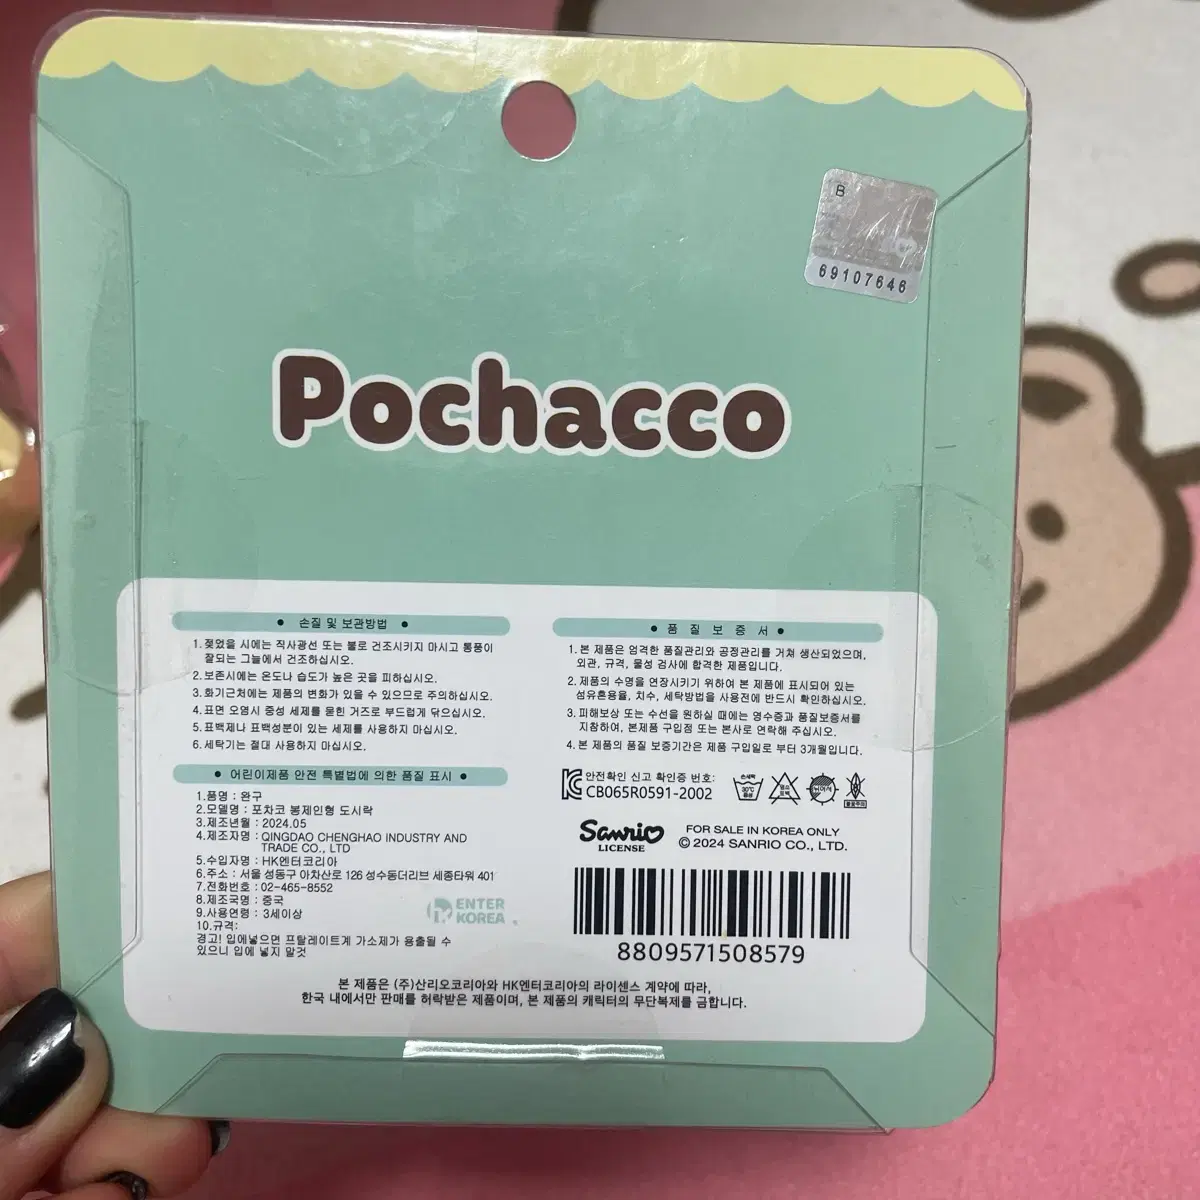 B
69107646
Pochacco
• 손질 및 보관방법 •
1. 젖었을 시에는 직사광선 또는 불로 건조시키지 마시고 통풍이
잘되는 그늘에서 건조하십시오.
2. 보존시에는 온도나 습도가 높은 곳을 피하십시오.
3. 화기근처에는 제품의 변화가 있을 수 있으므로 주의하십시오.
4. 표면 오염시 중성 세제를 묻힌 거즈로 부드럽게 닦으십시오.
5. 표백제나 표백성분이 있는 세제를 사용하지 마십시오.
6. 세탁기는 절대 사용하지 마십시오.
• 어린이제품 안전 특별법에 의한 품질 표시 •
1.품명 : 완구
2.모델명 : 포차코 봉제인형 도시락
3.제조년월 : 2024.05
4.제조자명 : QINGDAO CHENGHAO INDUSTRY AND
TRADE CO., LTD
5.수입자명 : HK엔터코리아
6.주소 : 서울 성동구 아차산로 126 성수동더리브 세종타워 401
7.전화번호 : 02-465-8552
8.제조국명 : 중국
9.사용연령 : 3세이상
10.규격:
경고! 입에넣으면 프탈레이트계 가소제가 용출될 수
있으니 입에 넣지 말것
ENTER
KOREA
• 품 질 보 증 서 •
1. 본 제품은 엄격한 품질관리와 공정관리를 거쳐 생산되었으며,
외관, 규격, 물성 검사에 합격한 제품입니다.
2. 제품의 수명을 연장시키기 위하여 본 제품에 표시되어 있는
섬유혼용율, 치수, 세탁방법을 사용전에 반드시 확인하십시오.
3. 피해보상 또는 수선을 원하실 때에는 영수증과 품질보증서를
지참하여, 본제품 구입점 또는 본사로 연락해 주십시오.
4. 본 제품의 품질 보증기간은 제품 구입일로 부터 3개월입니다.
안전확인 신고 확인증 번호:
CB065R0591-2002
손세탁
30℃
중성
염소
표백
드라이
Sanrio
LICENSE
FOR SALE IN KOREA ONLY
© 2024 SANRIO CO., LTD.
8809571508579
본 제품은 (주)산리오코리아와 HK엔터코리아의 라이센스 계약에 따라,
한국 내에서만 판매를 허락받은 제품이며, 본 제품의 캐릭터의 무단복제를 금합니다.